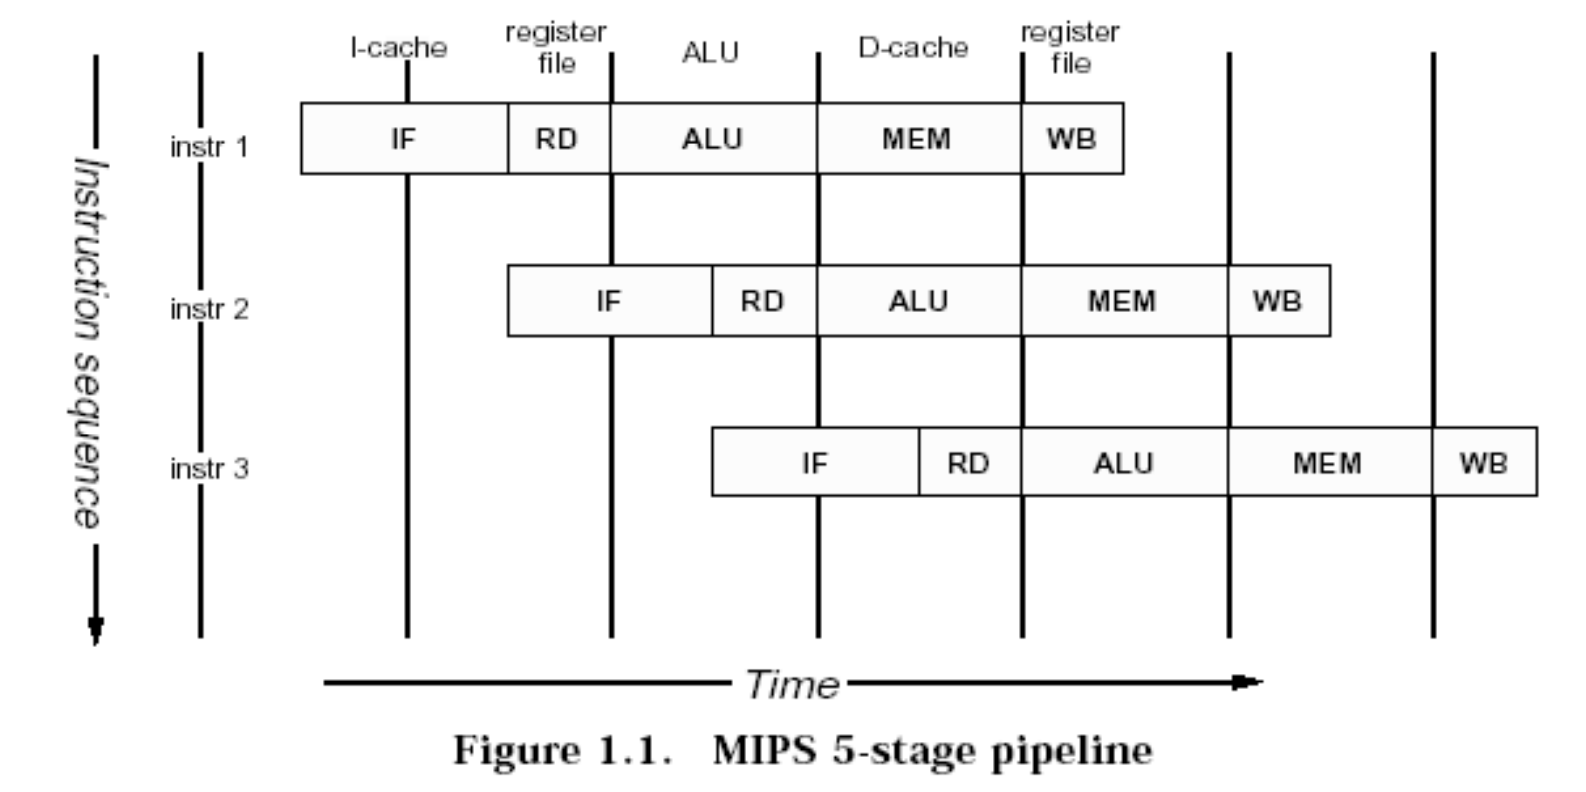 I-cache register file ALU D-cache register file
instr 1 IF RD ALU MEM WB
instr 2 IF RD ALU MEM WB
instr 3 IF RD ALU MEM WB
Instruction sequence
Time
Figure 1.1. MIPS 5-stage pipeline